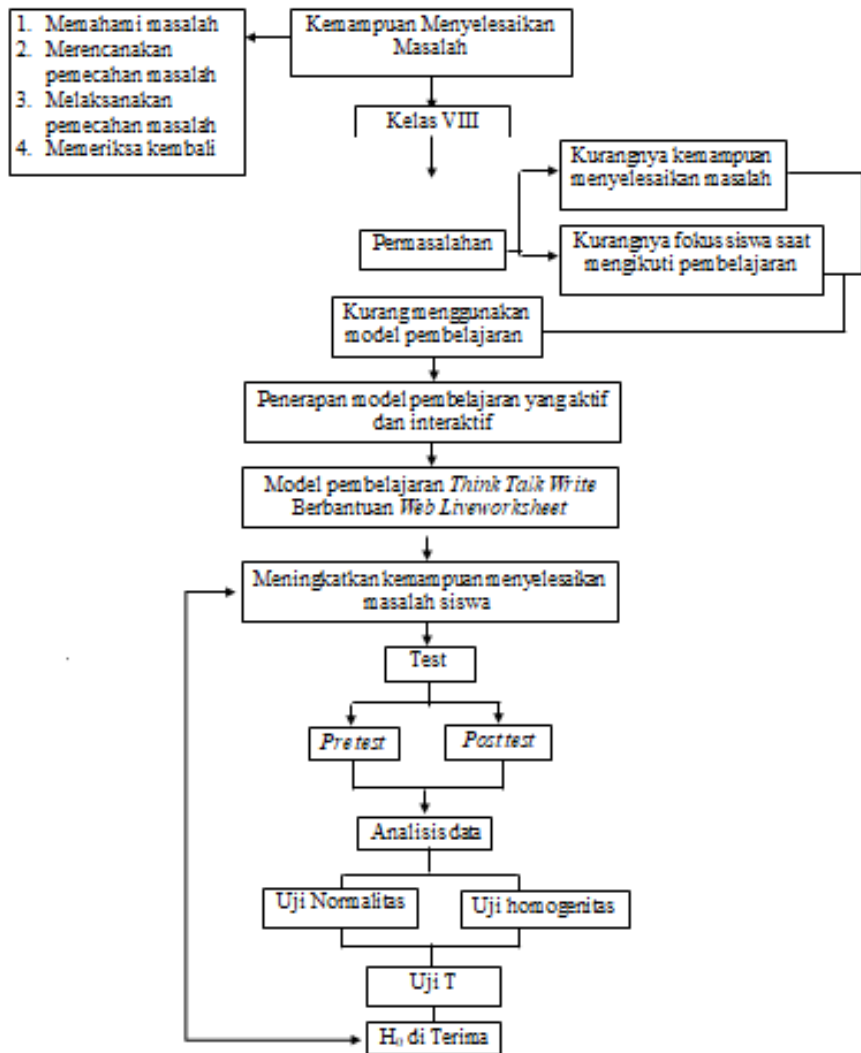 1. Memahami masalah
2. Merencanakan
pemecahan masalah
3. Melaksanakan
pemecahan masalah
4. Memeriksa kembali
Kemampuan Menyelesaikan
Masalah
Kelas VIII
Kurangnya kemampuan
menyelesaikan masalah
Permasalahan
Kurangnya fokus siswa saat
mengikuti pembelajaran
Kurang menggunakan
model pembelajaran
Penerapan model pembelajaran yang aktif
dan interaktif
Model pembelajaran Think Talk Write
Berbantuan Web Liveworksheet
Meningkatkan kemampuan menyelesaikan
masalah siswa
Test
Pretest
Posttest
Analisis data
Uji Normalitas
Uji homogenitas
Uji T
H₀ di Terima